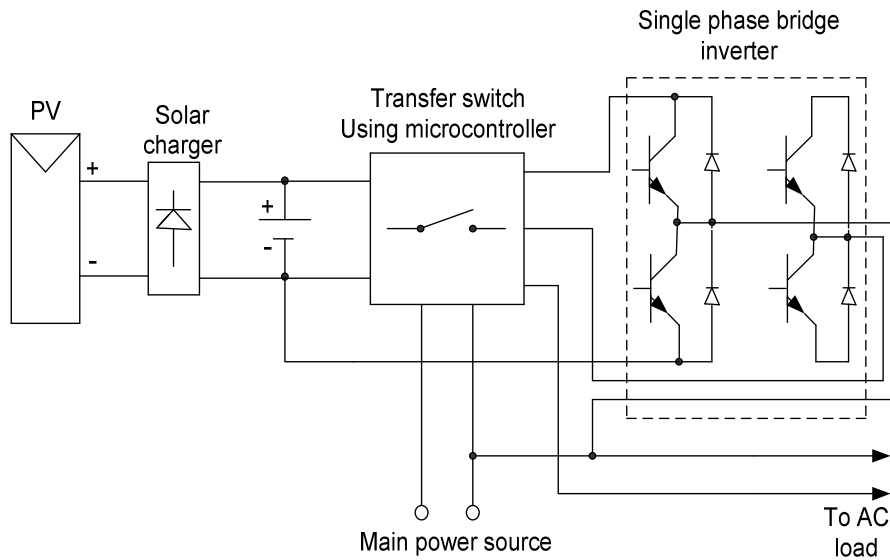 Single phase bridge
inverter
PV
Solar
charger
Transfer switch
Using microcontroller
+
-
+
-
Main power source
To AC
load